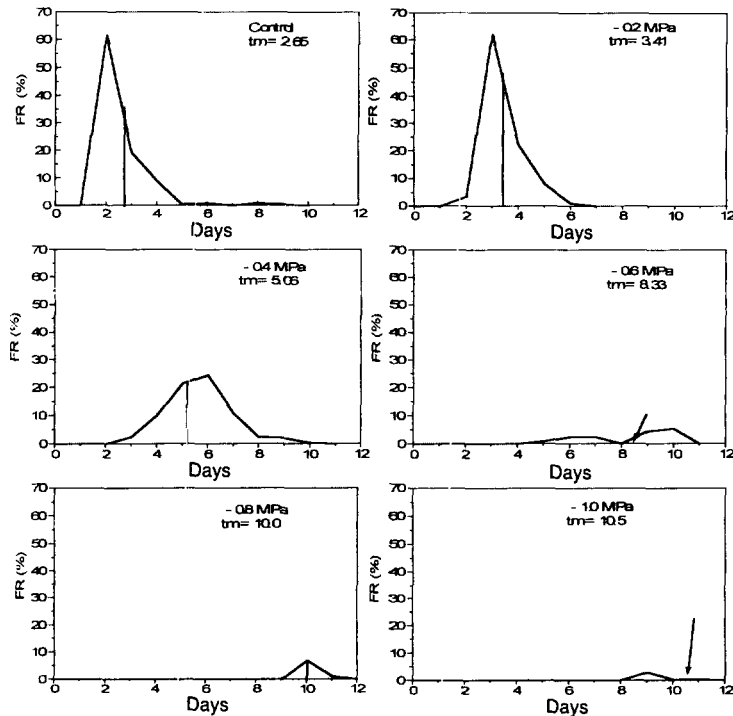 FR (%)
70
60
50
40
30
20
10
0
Control
tm= 2.65
0 2 4 6 8 10 12
Days
FR (%)
70
60
50
40
30
20
10
0
- 0.2 MPa
tm= 3.41
0 2 4 6 8 10 12
Days
FR (%)
70
60
50
40
30
20
10
0
- 0.4 MPa
tm= 5.06
0 2 4 6 8 10 12
Days
FR (%)
70
60
50
40
30
20
10
0
- 0.6 MPa
tm= 8.33
0 2 4 6 8 10 12
Days
FR (%)
70
60
50
40
30
20
10
0
- 0.8 MPa
tm= 10.0
0 2 4 6 8 10 12
Days
FR (%)
70
60
50
40
30
20
10
0
- 1.0 MPa
tm= 10.5
0 2 4 6 8 10 12
Days